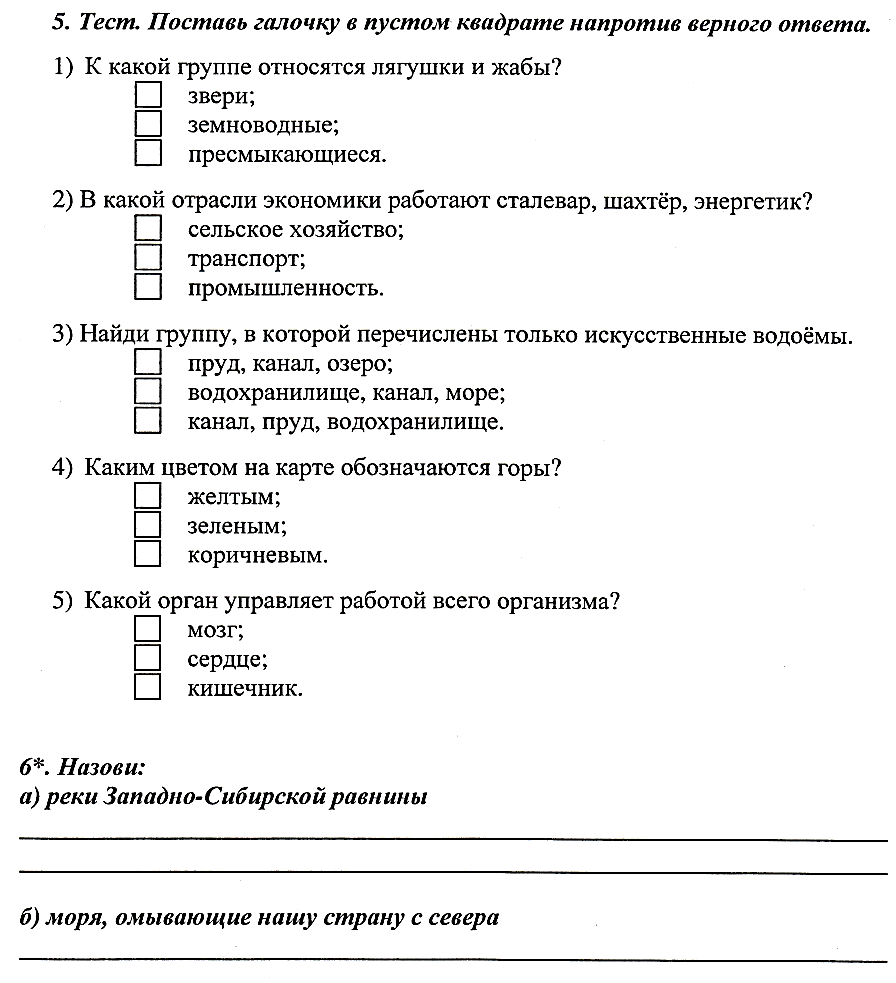 5. Тест. Поставь галочку в пустом квадрате напротив верного ответа.
1) К какой группе относятся лягушки и жабы?
звери;
земноводные;
пресмыкающиеся.
2) В какой отрасли экономики работают сталевар, шахтёр, энергетик?
сельское хозяйство;
транспорт;
промышленность.
3) Найди группу, в которой перечислены только искусственные водоёмы.
пруд, канал, озеро;
водохранилище, канал, море;
канал, пруд, водохранилище.
4) Каким цветом на карте обозначаются горы?
желтым;
зеленым;
коричневым.
5) Какой орган управляет работой всего организма?
мозг;
сердце;
кишечник.
6*. Назови:
а) реки Западно-Сибирской равнины
б) моря, омывающие нашу страну с севера